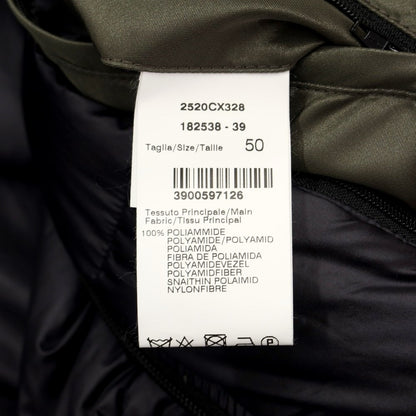 2520CX328
182538 - 39
Taglia/Size/Taille 50
3900597126
Tessuto Principale/Main
Fabric/Tissu Principal
100% POLIAMMIDE
POLYAMIDE/POLYAMID
POLIAMIDA
FIBRA DE POLIAMIDA
POLYAMIDEVEZEL
POLYAMIDFIBER
SNAITHIN POLAIMID
NYLONFIBRE
P